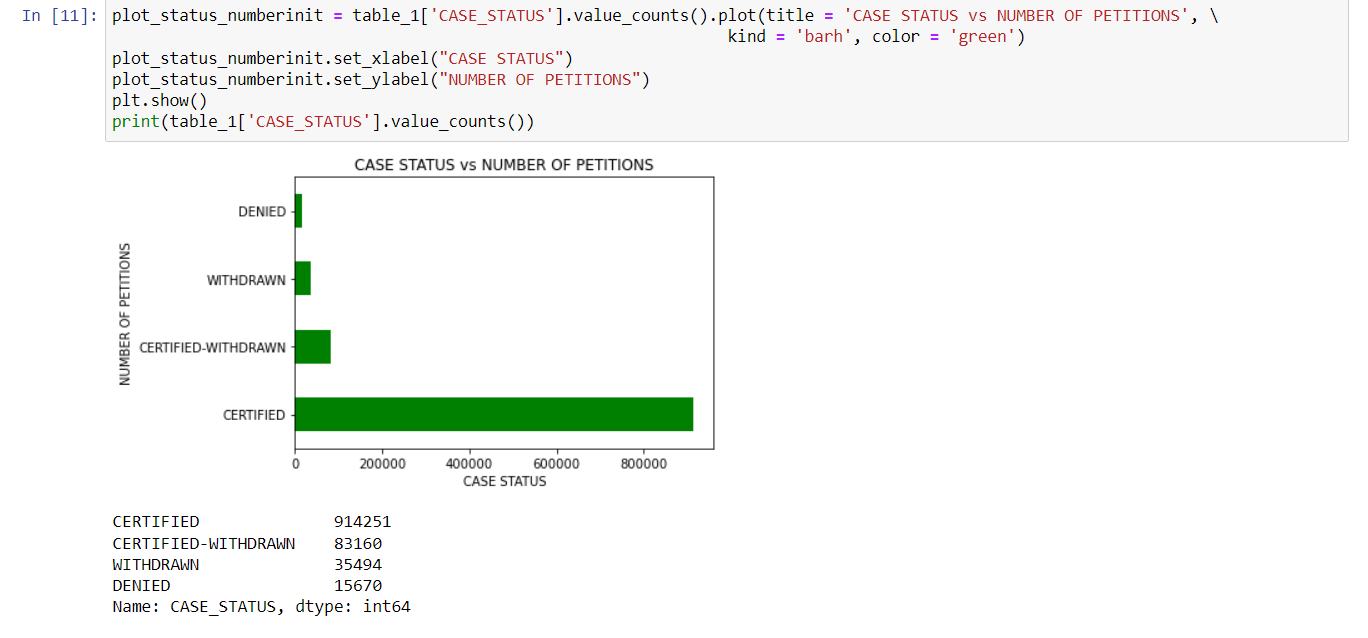 In [11]: plot_status_numberinit = table_1['CASE_STATUS'].value_counts().plot(title = 'CASE STATUS vs NUMBER OF PETITIONS', \
kind = 'barh', color = 'green')
plot_status_numberinit.set_xlabel("CASE STATUS")
plot_status_numberinit.set_ylabel("NUMBER OF PETITIONS")
plt.show()
print(table_1['CASE_STATUS'].value_counts())
CASE STATUS vs NUMBER OF PETITIONS
NUMBER OF PETITIONS
DENIED
WITHDRAWN
CERTIFIED-WITHDRAWN
CERTIFIED
0 200000 400000 600000 800000
CASE STATUS
CERTIFIED 914251
CERTIFIED-WITHDRAWN 83160
WITHDRAWN 35494
DENIED 15670
Name: CASE_STATUS, dtype: int64